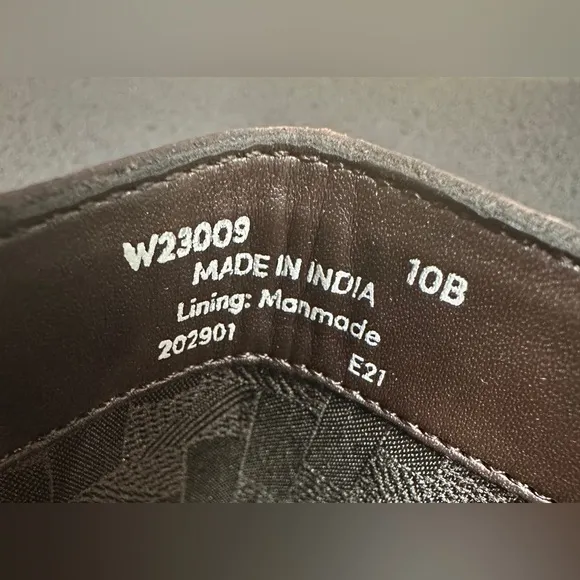 W23009 10B
MADE IN INDIA
Lining: Manmade
202901 E21